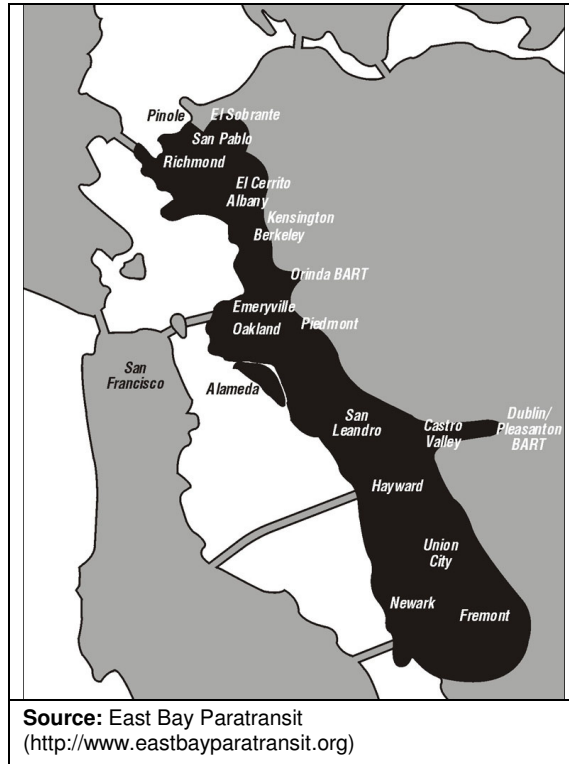 Pinole
El Sobrante
San Pablo
Richmond
El Cerrito
Albany
Kensington
Berkeley
Orinda BART
Emeryville
Oakland
Piedmont
San
Francisco
Alameda
San
Leandro
Castro
Valley
Dublin/
Pleasanton
BART
Hayward
Union
City
Newark
Fremont
Source: East Bay Paratransit
(http://www.eastbayparatransit.org)